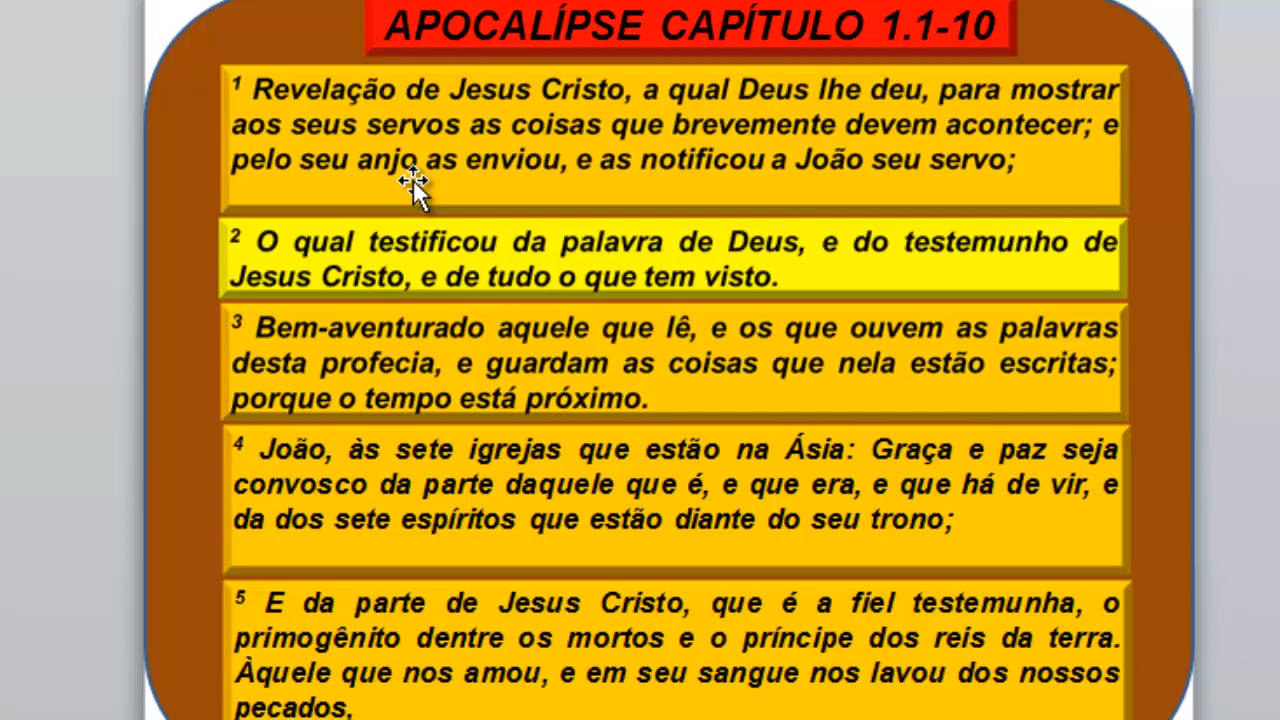 APOCALÍPSE CAPÍTULO 1.1-10
¹ Revelação de Jesus Cristo, a qual Deus lhe deu, para mostrar
aos seus servos as coisas que brevemente devem acontecer; e
pelo seu anjo as enviou, e as notificou a João seu servo;
² O qual testificou da palavra de Deus, e do testemunho de
Jesus Cristo, e de tudo o que tem visto.
³ Bem-aventurado aquele que lê, e os que ouvem as palavras
desta profecia, e guardam as coisas que nela estão escritas;
porque o tempo está próximo.
⁴ João, às sete igrejas que estão na Ásia: Graça e paz seja
convosco da parte daquele que é, e que era, e que há de vir, e
da dos sete espíritos que estão diante do seu trono;
⁵ E da parte de Jesus Cristo, que é a fiel testemunha, o
primogênito dentre os mortos e o príncipe dos reis da terra.
Àquele que nos amou, e em seu sangue nos lavou dos nossos
pecados,